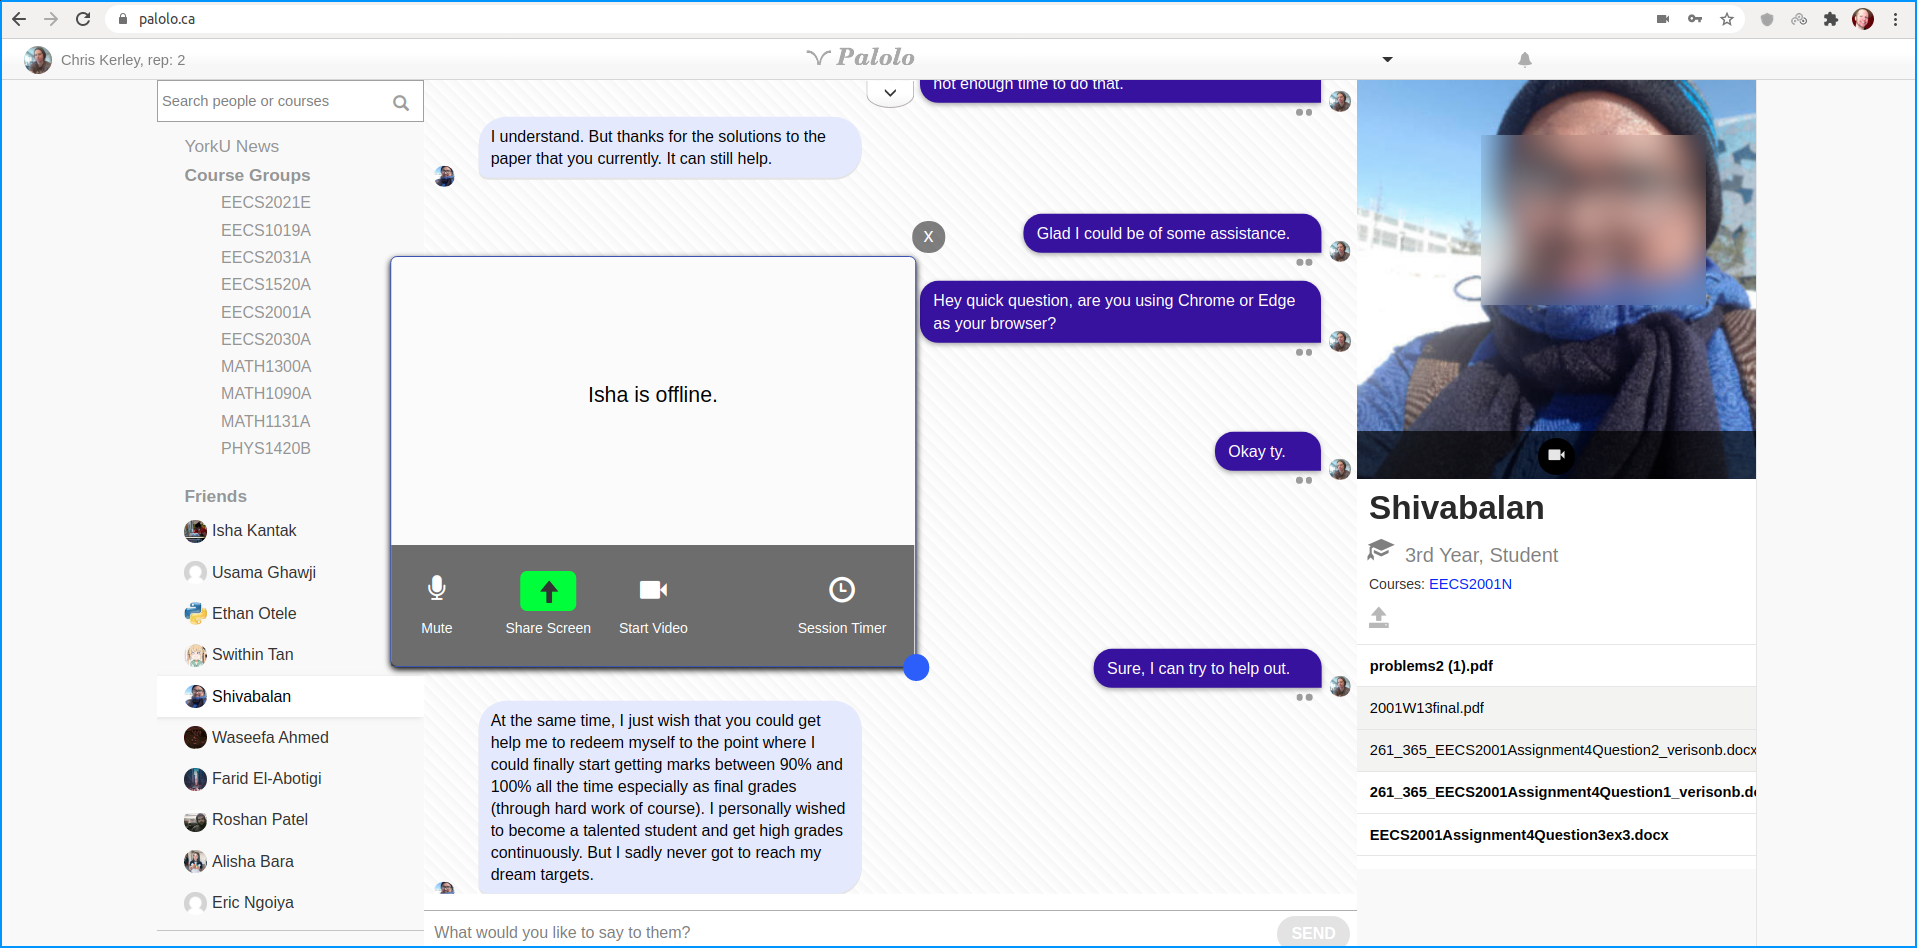 palolo.ca
Chris Kerley, rep: 2
Palolo
Search people or courses
YorkU News
Course Groups
EECS2021E
EECS1019A
EECS2031A
EECS1520A
EECS2001A
EECS2030A
MATH1300A
MATH1090A
MATH1131A
PHYS1420B
Friends
Isha Kantak
Usama Ghawji
Ethan Otele
Swithin Tan
Shivabalan
Waseefa Ahmed
Farid El-Abotigi
Roshan Patel
Alisha Bara
Eric Ngoiya
not enough time to do that.
I understand. But thanks for the solutions to the
paper that you currently. It can still help.
Glad I could be of some assistance.
X
Hey quick question, are you using Chrome or Edge
as your browser?
Isha is offline.
Okay ty.
Mute
Share Screen
Start Video
Session Timer
Sure, I can try to help out.
At the same time, I just wish that you could get
help me to redeem myself to the point where I
could finally start getting marks between 90% and
100% all the time especially as final grades
(through hard work of course). I personally wished
to become a talented student and get high grades
continuously. But I sadly never got to reach my
dream targets.
What would you like to say to them?
SEND
Shivabalan
3rd Year, Student
Courses: EECS2001N
problems2 (1).pdf
2001W13final.pdf
261_365_EECS2001Assignment4Question2_verisonb.docx
261_365_EECS2001Assignment4Question1_verisonb.do
EECS2001Assignment4Question3ex3.docx